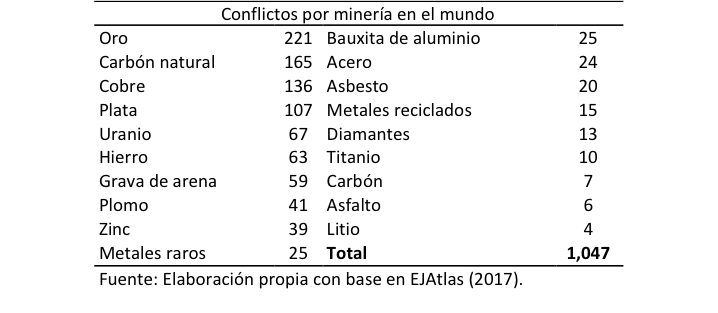 Conflictos por minería en el mundo
Oro 221 Bauxita de aluminio 25
Carbón natural 165 Acero 24
Cobre 136 Asbesto 20
Plata 107 Metales reciclados 15
Uranio 67 Diamantes 13
Hierro 63 Titanio 10
Grava de arena 59 Carbón 7
Plomo 41 Asfalto 6
Zinc 39 Litio 4
Metales raros 25 Total 1,047
Fuente: Elaboración propia con base en EJAtlas (2017).